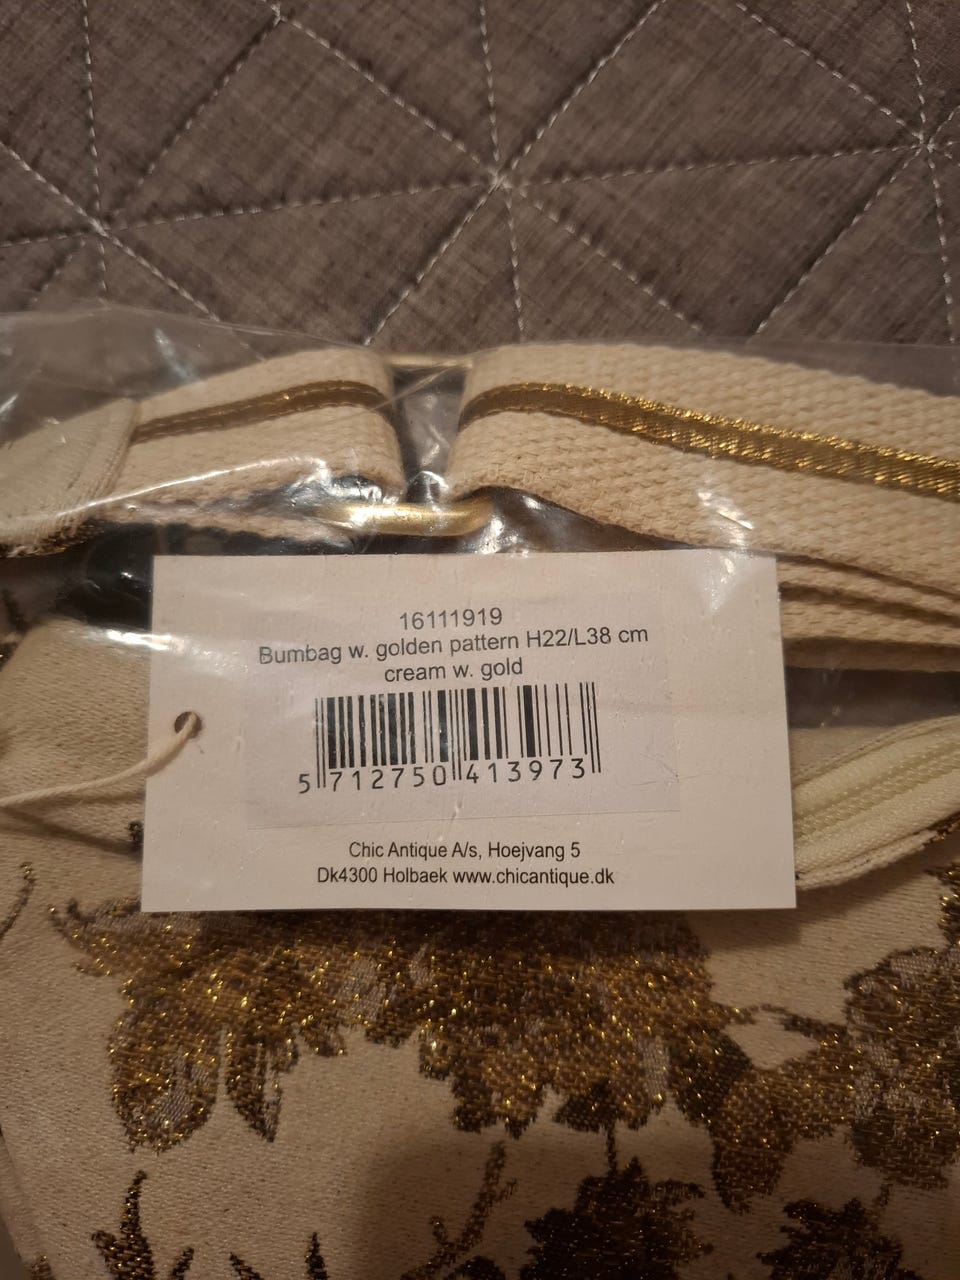 16111919
Bumbag w. golden pattern H22/L38 cm
cream w. gold
5 712750 413973
Chic Antique A/s, Hoejvang 5
Dk4300 Holbaek www.chicantique.dk